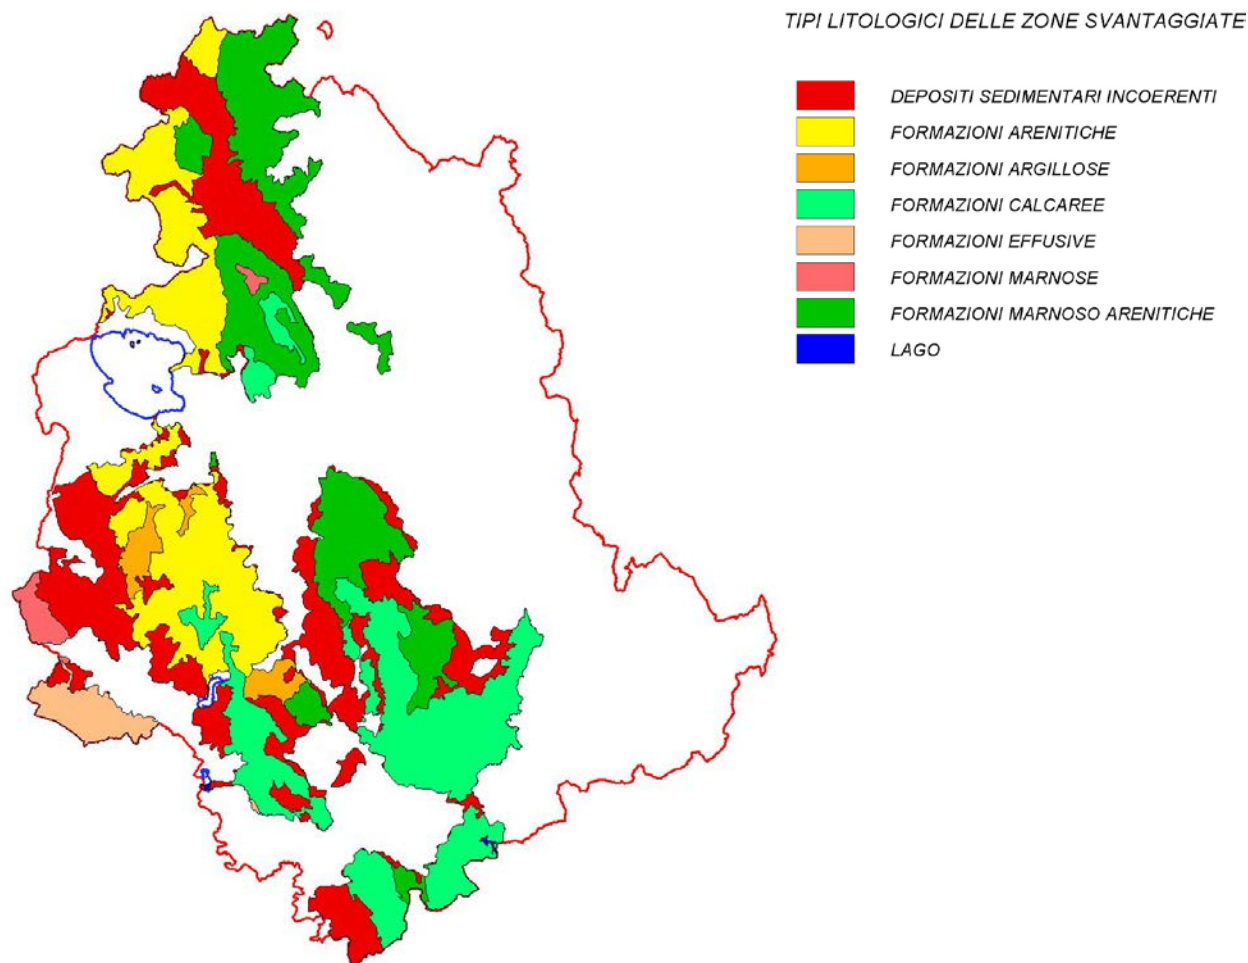 TIPI LITOLOGICI DELLE ZONE SVANTAGGIATE
DEPOSITI SEDIMENTARI INCOERENTI
FORMAZIONI ARENITICHE
FORMAZIONI ARGILLOSE
FORMAZIONI CALCAREE
FORMAZIONI EFFUSIVE
FORMAZIONI MARNOSE
FORMAZIONI MARNOSO ARENITICHE
LAGO